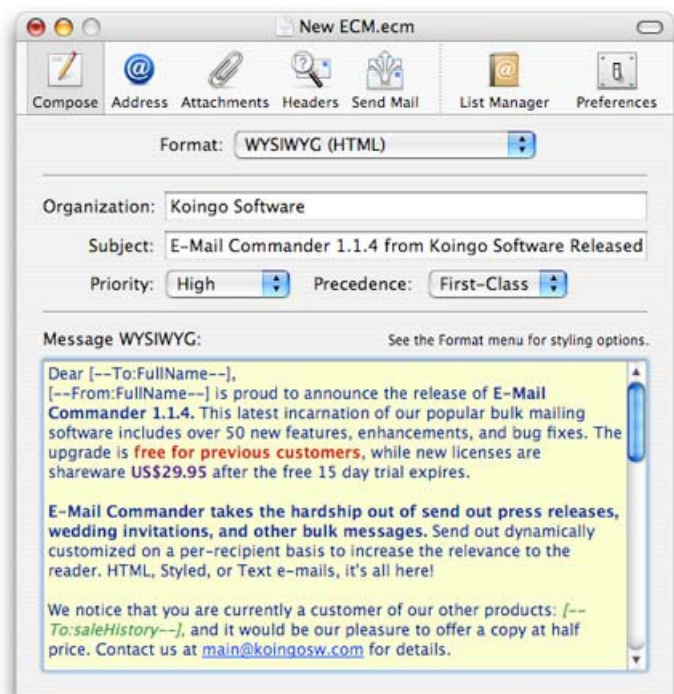 New ECM.ecm
Compose Address Attachments Headers Send Mail List Manager Preferences
Format: WYSIWYG (HTML)
Organization: Koingo Software
Subject: E-Mail Commander 1.1.4 from Koingo Software Released
Priority: High Precedence: First-Class
Message WYSIWYG: See the Format menu for styling options.
Dear [--To:FullName--],
[--From:FullName--] is proud to announce the release of E-Mail
Commander 1.1.4. This latest incarnation of our popular bulk mailing
software includes over 50 new features, enhancements, and bug fixes. The
upgrade is free for previous customers, while new licenses are
shareware US$29.95 after the free 15 day trial expires.
E-Mail Commander takes the hardship out of send out press releases,
wedding invitations, and other bulk messages. Send out dynamically
customized on a per-recipient basis to increase the relevance to the
reader. HTML, Styled, or Text e-mails, it's all here!
We notice that you are currently a customer of our other products: [--
To:saleHistory--], and it would be our pleasure to offer a copy at half
price. Contact us at main@koingosw.com for details.